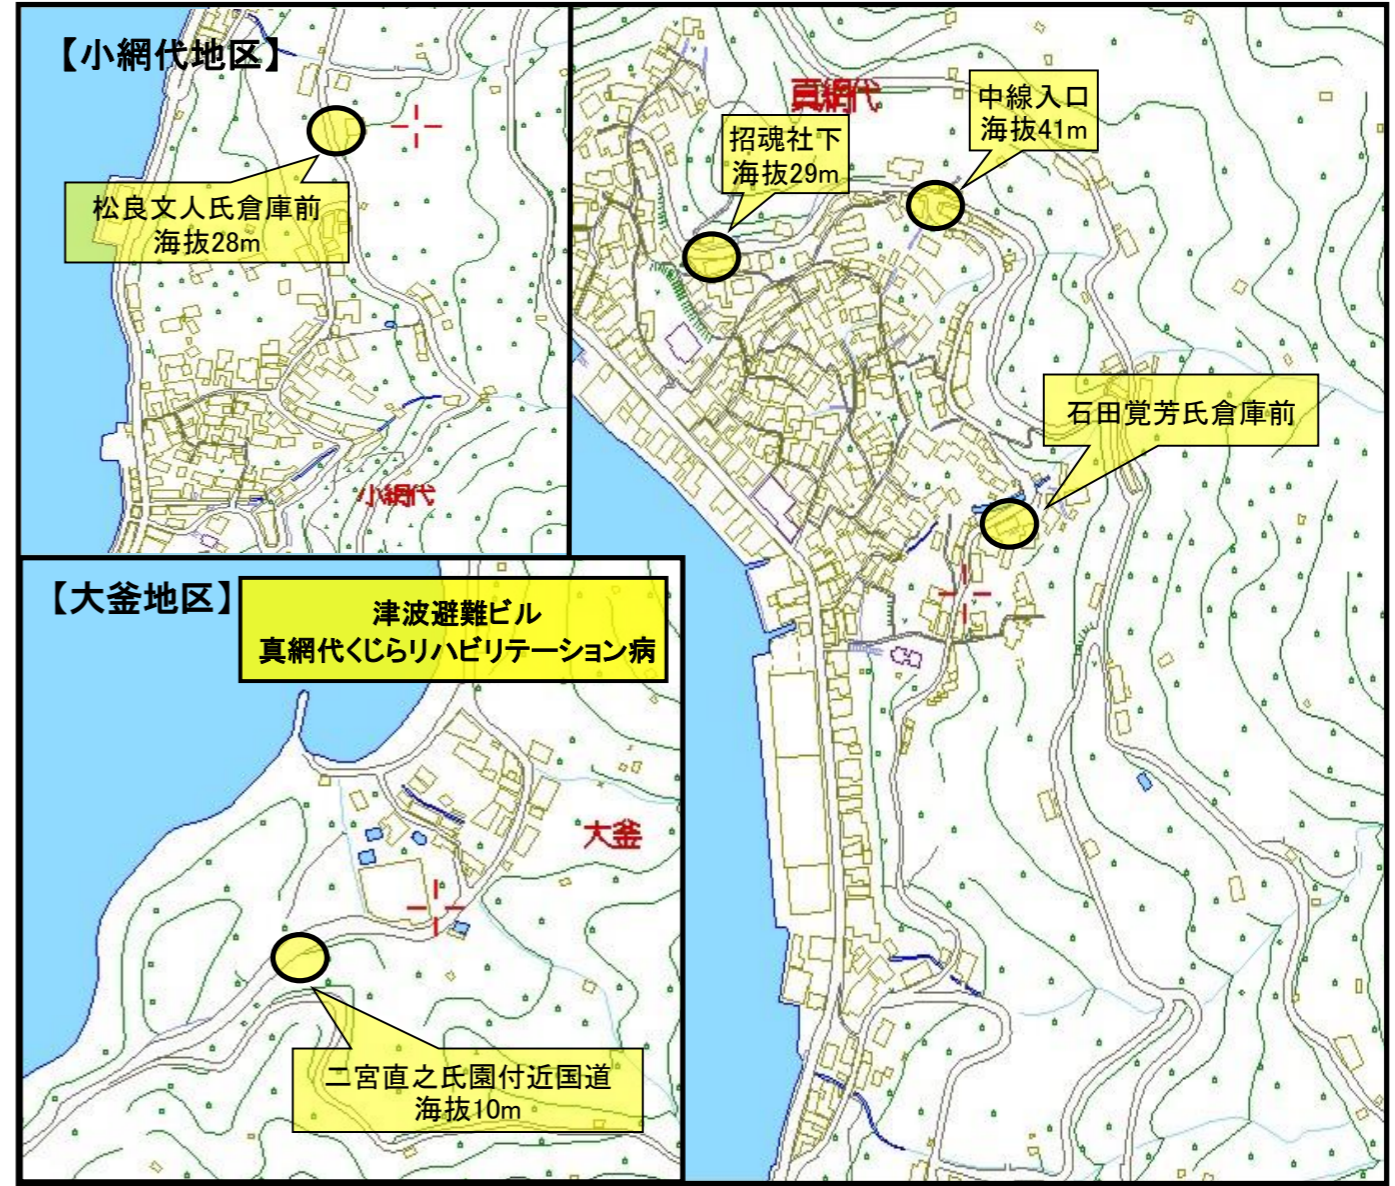 【小網代地区】
松良文人氏倉庫前
海抜28m
小網代
真網代
招魂社下
海抜29m
中線入口
海抜41m
石田覚芳氏倉庫前
【大釜地区】
津波避難ビル
真網代くじらリハビリテーション病
大釜
二宮直之氏園付近国道
海抜10m